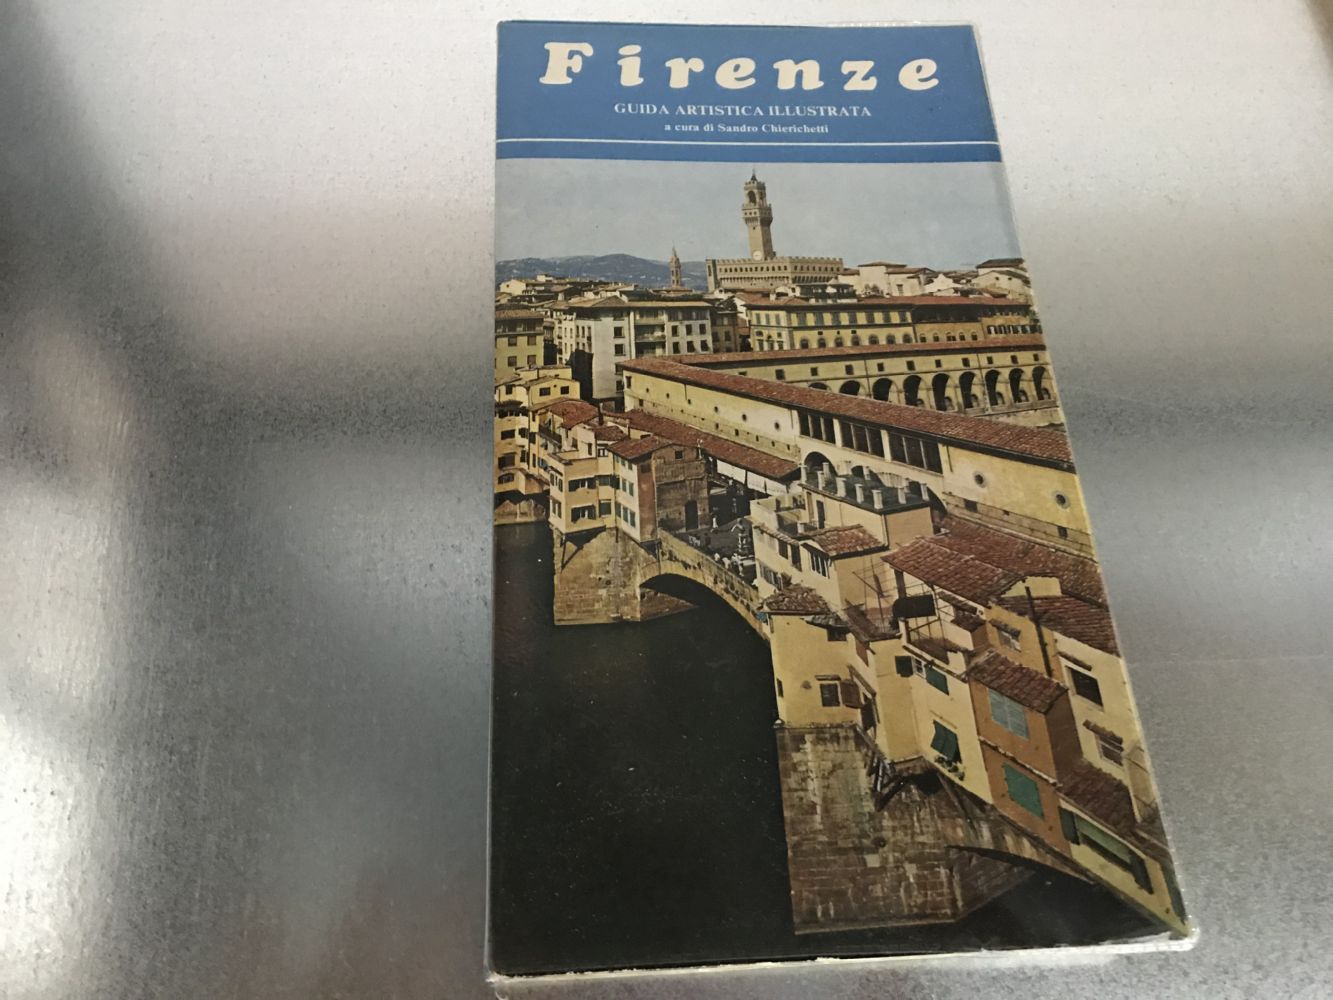 Firenze
GUIDA ARTISTICA ILLUSTRATA
a cura di Sandro Chierichetti